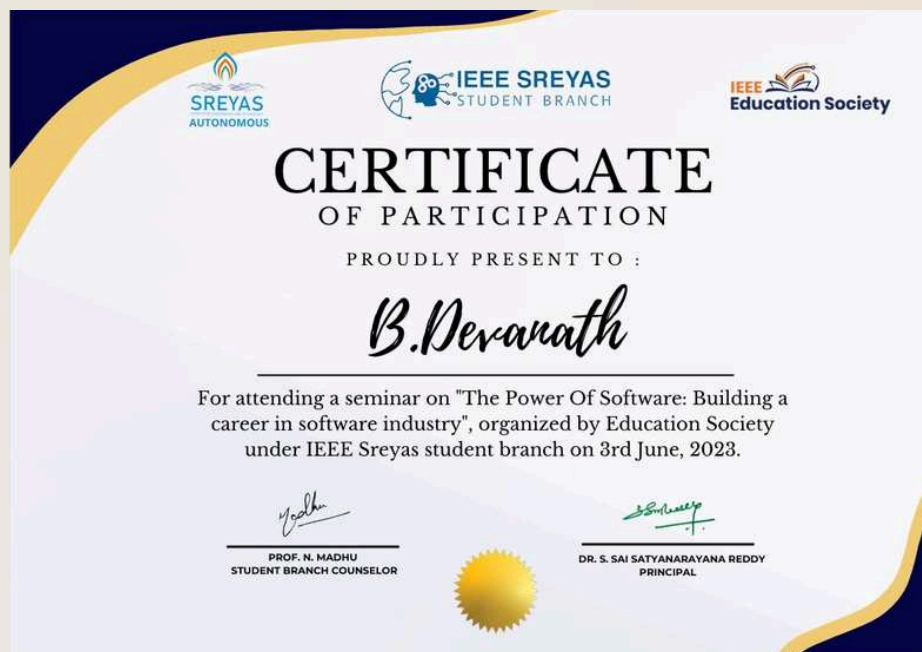 SREYAS
AUTONOMOUS
IEEE SREYAS
STUDENT BRANCH
IEEE
Education Society
CERTIFICATE
OF PARTICIPATION
PROUDLY PRESENT TO :
B.Devanath
For attending a seminar on "The Power Of Software: Building a
career in software industry", organized by Education Society
under IEEE Sreyas student branch on 3rd June, 2023.
PROF. N. MADHU
STUDENT BRANCH COUNSELOR
DR. S. SAI SATYANARAYANA REDDY
PRINCIPAL